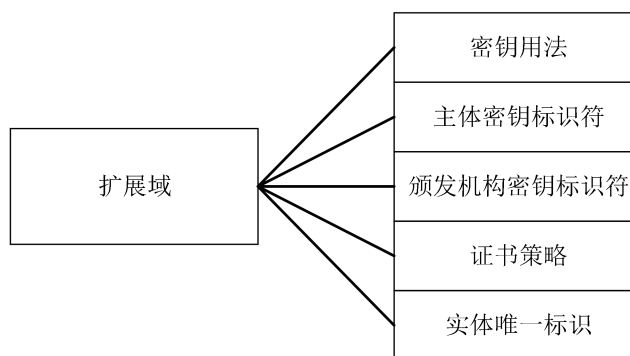 密钥用法
主体密钥标识符
扩展域
颁发机构密钥标识符
证书策略
实体唯一标识